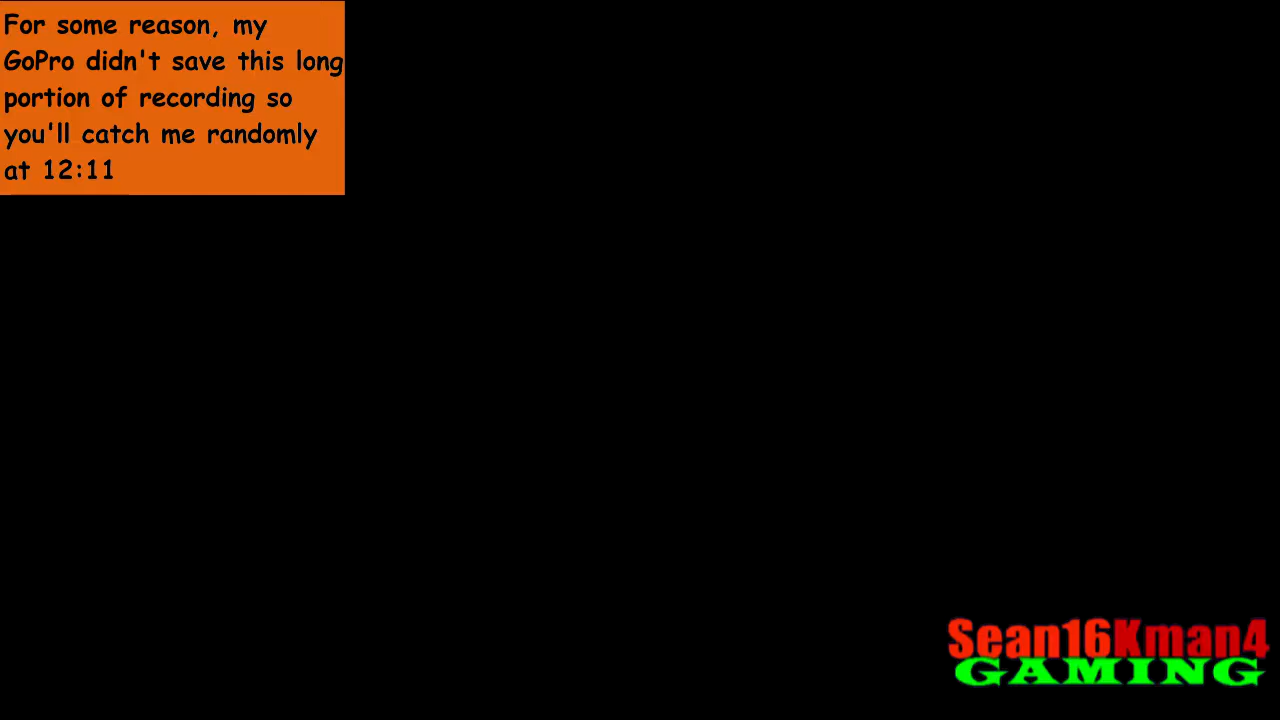 For some reason, my
GoPro didn't save this long
portion of recording so
you'll catch me randomly
at 12:11
Sean16Kman4
GAMING